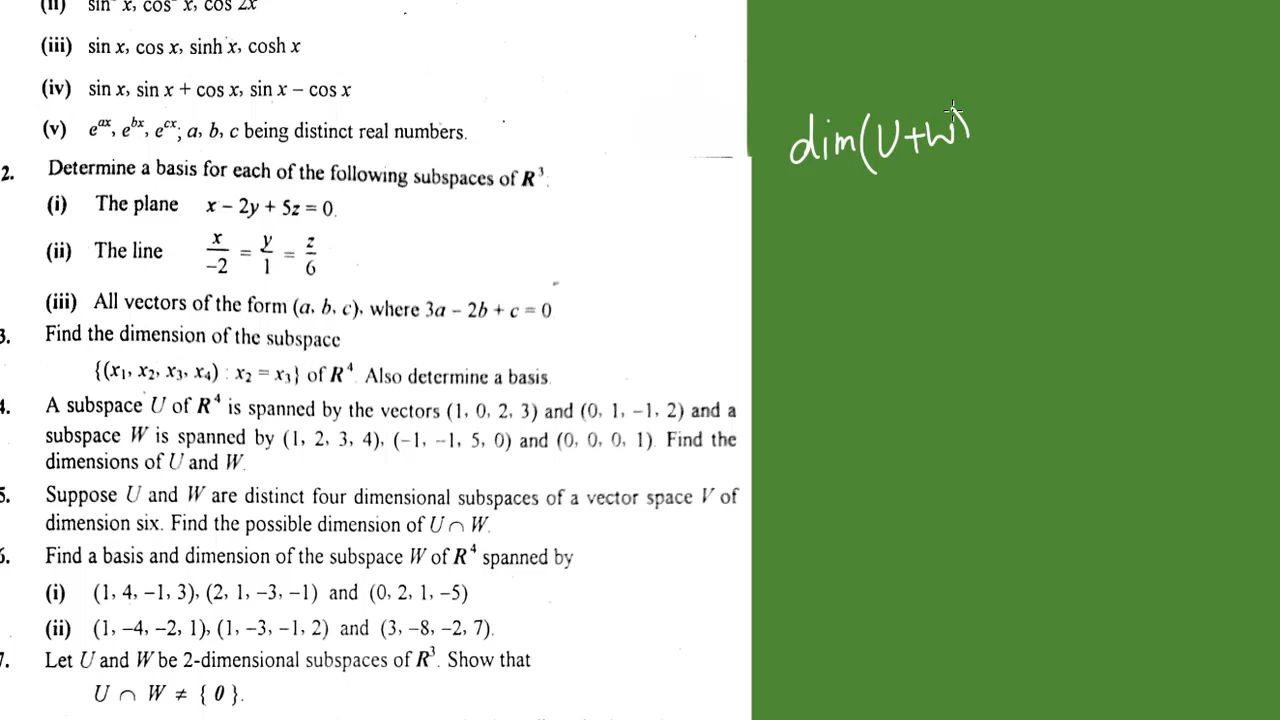 (ii) sin² x, cos² x, cos 2x
(iii) sin x, cos x, sinh x, cosh x
(iv) sin x, sin x + cos x, sin x − cos x
(v) eᵃˣ, eᵇˣ, eᶜˣ; a, b, c being distinct real numbers.
2. Determine a basis for each of the following subspaces of R³.
(i) The plane x − 2y + 5z = 0.
(ii) The line x/-2 = y/1 = z/6
(iii) All vectors of the form (a, b, c), where 3a − 2b + c = 0
3. Find the dimension of the subspace
{(x₁, x₂, x₃, x₄) : x₂ = x₃} of R⁴. Also determine a basis.
4. A subspace U of R⁴ is spanned by the vectors (1, 0, 2, 3) and (0, 1, −1, 2) and a
subspace W is spanned by (1, 2, 3, 4), (−1, −1, 5, 0) and (0, 0, 0, 1). Find the
dimensions of U and W.
5. Suppose U and W are distinct four dimensional subspaces of a vector space V of
dimension six. Find the possible dimension of U ∩ W.
6. Find a basis and dimension of the subspace W of R⁴ spanned by
(i) (1, 4, −1, 3), (2, 1, −3, −1) and (0, 2, 1, −5)
(ii) (1, −4, −2, 1), (1, −3, −1, 2) and (3, −8, −2, 7).
7. Let U and W be 2-dimensional subspaces of R³. Show that
U ∩ W ≠ { 0 }.
dim(U+W)